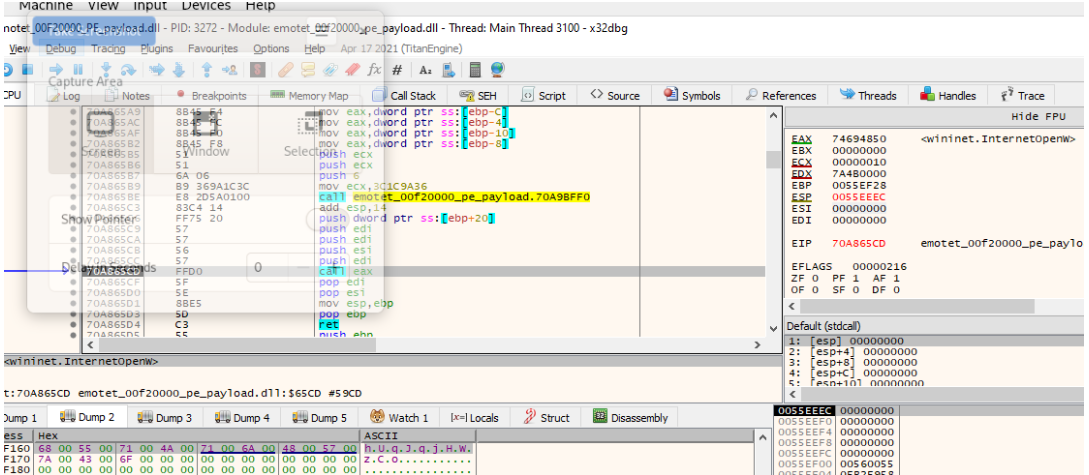 Machine View Input Devices Help
motet_00F20000-PE_payload.dll - PID: 3272 - Module: emotet_00f20000_pe_payload.dll - Thread: Main Thread 3100 - x32dbg
Take Screenshot
View Debug Tracing Plugins Favourites Options Help Apr 17 2021 (TitanEngine)
Capture Area
CPU Log Notes Breakpoints Memory Map Call Stack SEH Script Source Symbols References Threads Handles Trace
70A865A9 8B45 F4 mov eax,dword ptr ss:[ebp-C]
70A865AC 8B45 FC mov eax,dword ptr ss:[ebp-4]
70A865AF 8B45 F0 mov eax,dword ptr ss:[ebp-10]
70A865B2 8B45 F8 mov eax,dword ptr ss:[ebp-8]
Screen Window Selection
70A865B5 51 push ecx
70A865B6 51 push ecx
70A865B7 6A 06 push 6
70A865B9 B9 369A1C3C mov ecx,3C1C9A36
70A865BE E8 2D5A0100 call emotet_00f20000_pe_payload.70A9BFF0
70A865C3 83C4 14 add esp,14
70A865C6 FF75 20 push dword ptr ss:[ebp+20]
Show Pointer
70A865C9 57 push edi
70A865CA 57 push edi
70A865CB 56 push esi
70A865CC 57 push edi
Delay in Seconds 0
70A865CD FFD0 call eax
70A865CF 5F pop edi
70A865D0 5E pop esi
70A865D1 8BE5 mov esp,ebp
70A865D3 5D pop ebp
70A865D4 C3 ret
70A865D5 55 push ebp
Hide FPU
EAX 74694850 <wininet.InternetOpenW>
EBX 00000000
ECX 00000010
EDX 7A4B0000
EBP 0055EF28
ESP 0055EEEC
ESI 00000000
EDI 00000000
EIP 70A865CD emotet_00f20000_pe_paylo
EFLAGS 00000216
ZF 0 PF 1 AF 1
OF 0 SF 0 DF 0
Default (stdcall)
1: [esp] 00000000
2: [esp+4] 00000000
3: [esp+8] 00000000
4: [esp+C] 00000000
5: [esp+10] 00000000
<wininet.InternetOpenW>
t:70A865CD emotet_00f20000_pe_payload.dll:$65CD #59CD
Dump 1 Dump 2 Dump 3 Dump 4 Dump 5 Watch 1 [x=] Locals Struct Disassembly
ess Hex ASCII
F160 68 00 55 00 71 00 4A 00 71 00 6A 00 48 00 57 00 h.U.q.J.q.j.H.W.
F170 7A 00 43 00 6F 00 00 00 00 00 00 00 00 00 00 00 z.C.o...........
F180 00 00 00 00 00 00 00 00 00 00 00 00 00 00 00 00 ................
0055EEEC 00000000
0055EEF0 00000000
0055EEF4 00000000
0055EEF8 00000000
0055EEFC 00000000
0055EF00 00560055